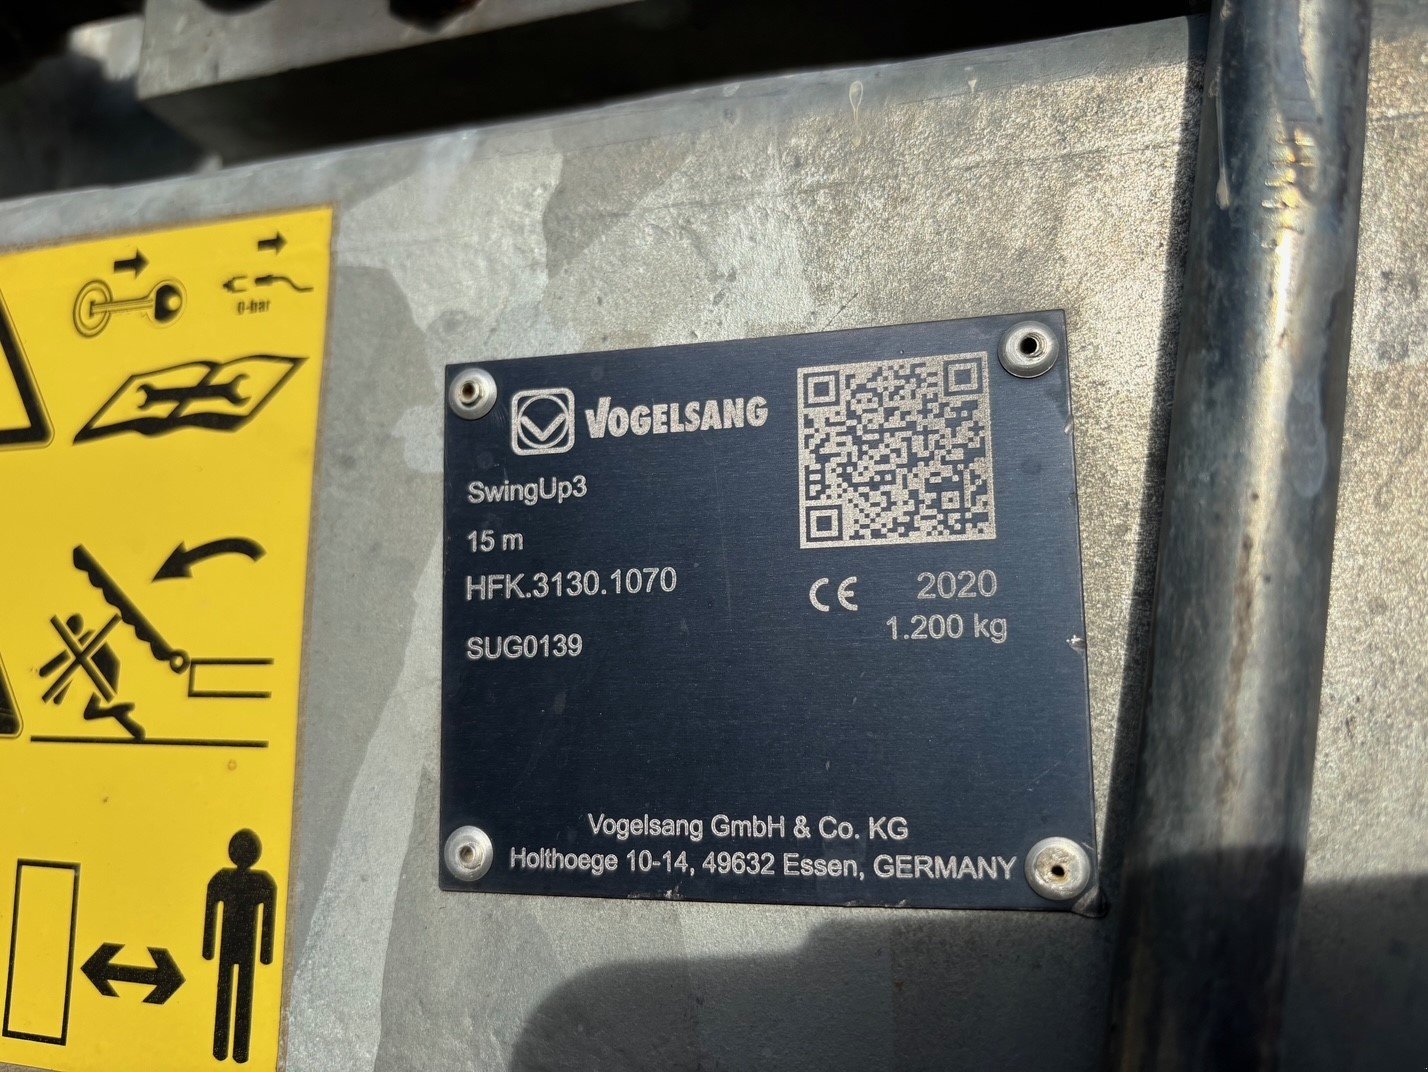 0-bar
VOGELSANG
SwingUp3
15 m
HFK.3130.1070
CE 2020
1.200 kg
SUG0139
Vogelsang GmbH & Co. KG
Holthoege 10-14, 49632 Essen, GERMANY